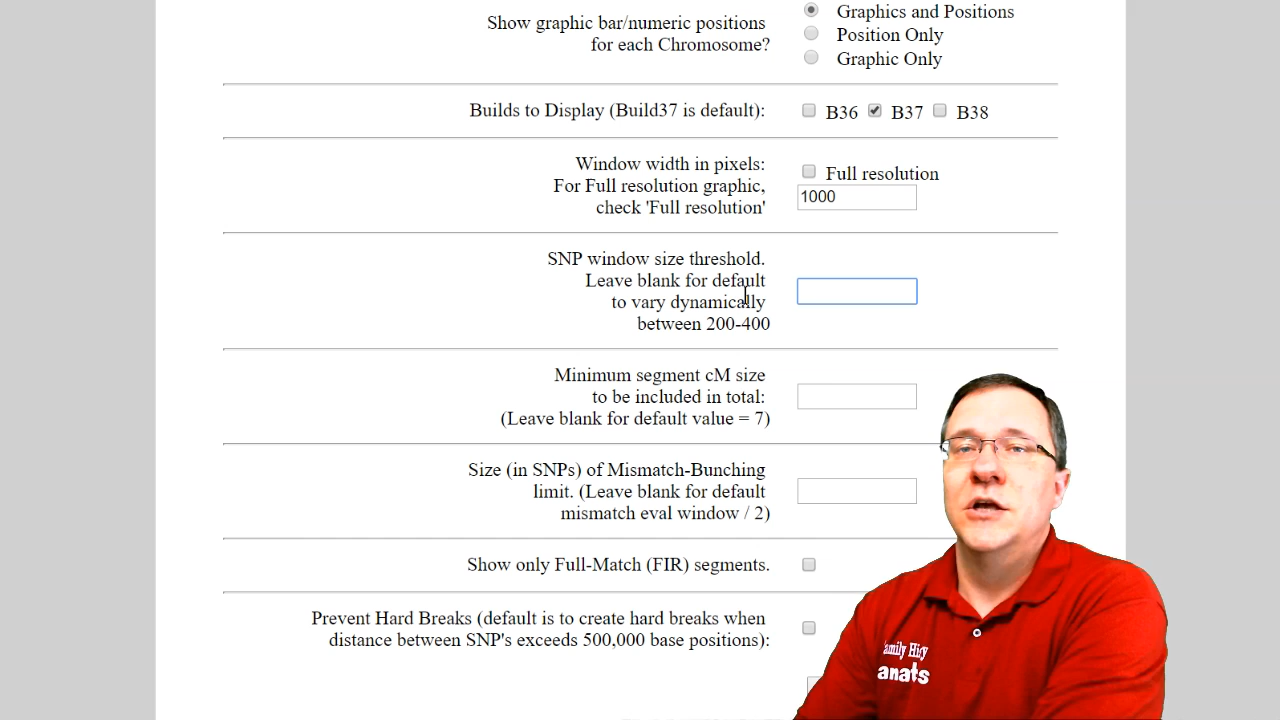 Show graphic bar/numeric positions
for each Chromosome?
Graphics and Positions
Position Only
Graphic Only
Builds to Display (Build37 is default):
B36 B37 B38
Window width in pixels:
For Full resolution graphic,
check 'Full resolution'
Full resolution
1000
SNP window size threshold.
Leave blank for default
to vary dynamically
between 200-400
Minimum segment cM size
to be included in total:
(Leave blank for default value = 7)
Size (in SNPs) of Mismatch-Bunching
limit. (Leave blank for default
mismatch eval window / 2)
Show only Full-Match (FIR) segments.
Prevent Hard Breaks (default is to create hard breaks when
distance between SNP's exceeds 500,000 base positions):
anats